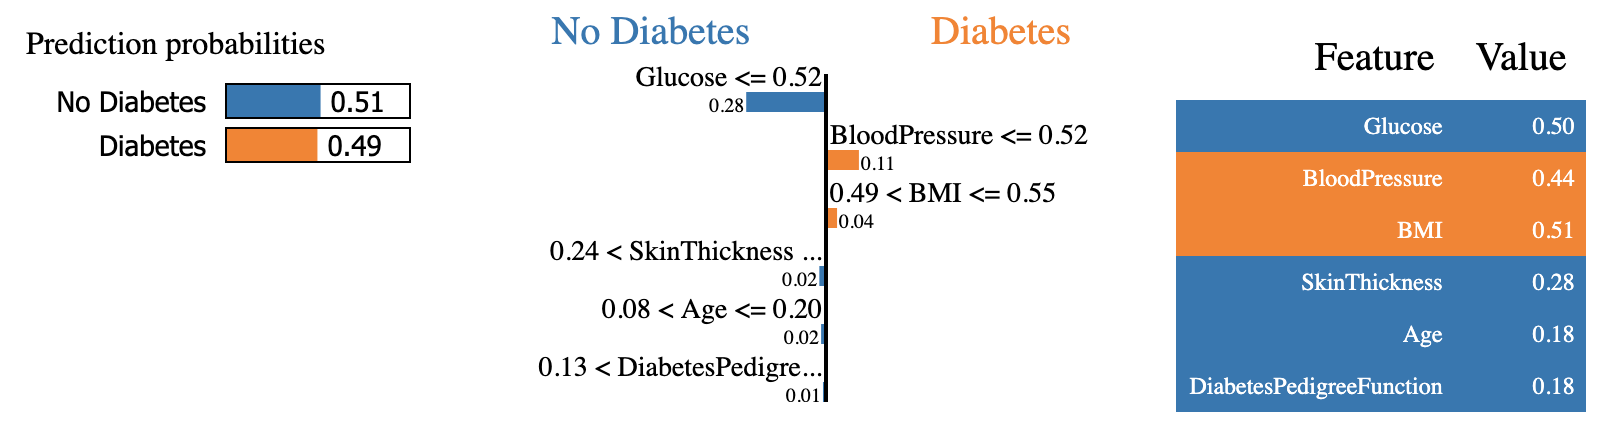 Prediction probabilities
No Diabetes 0.51
Diabetes 0.49
No Diabetes Diabetes
Glucose <= 0.52
0.28
BloodPressure <= 0.52
0.11
0.49 < BMI <= 0.55
0.04
0.24 < SkinThickness ...
0.02
0.08 < Age <= 0.20
0.02
0.13 < DiabetesPedigre...
0.01
Feature Value
Glucose 0.50
BloodPressure 0.44
BMI 0.51
SkinThickness 0.28
Age 0.18
DiabetesPedigreeFunction 0.18